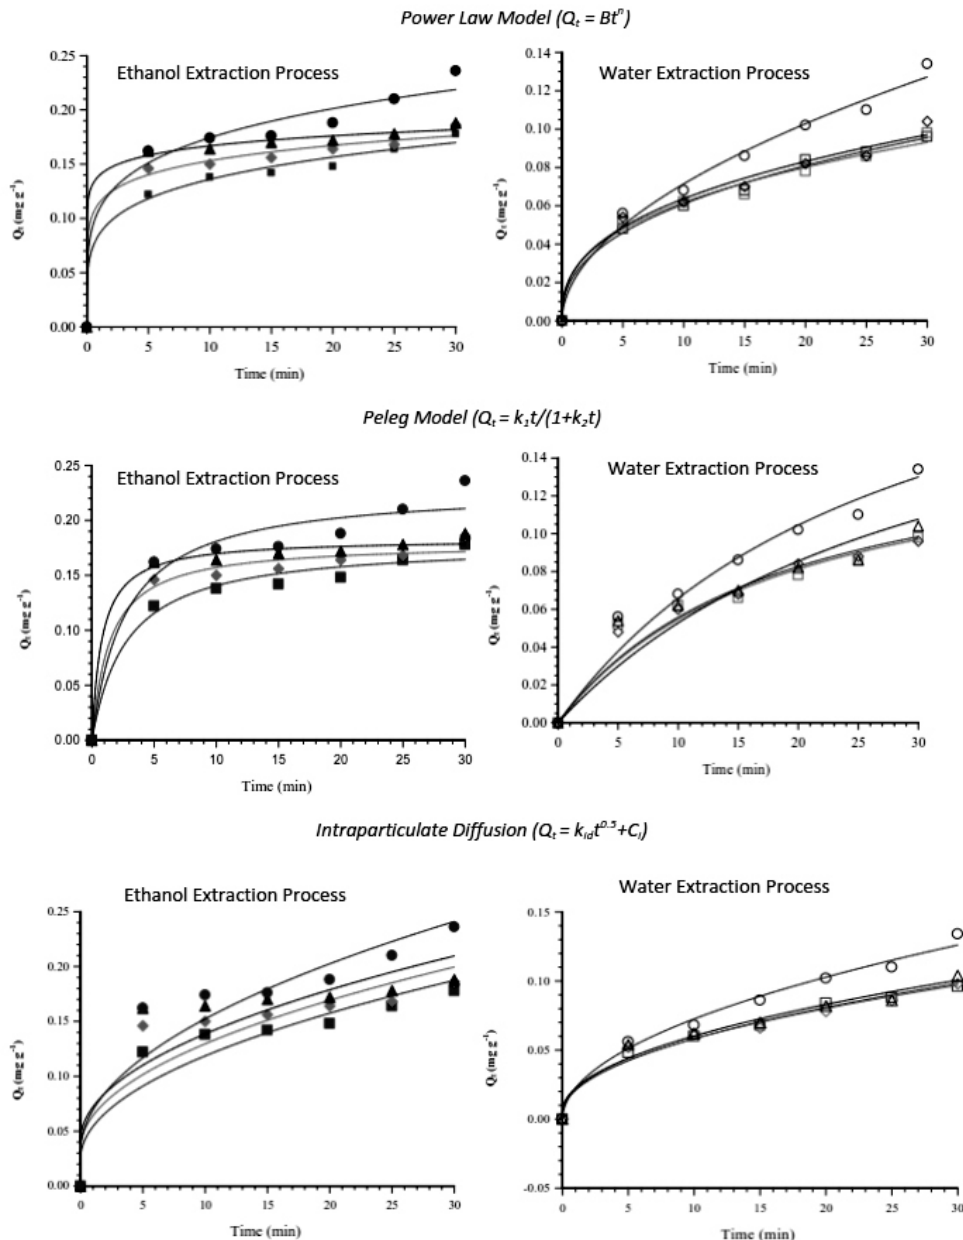 Power Law Model (Qₜ = Btⁿ)
Ethanol Extraction Process
Water Extraction Process
0.25
0.20
0.15
0.10
0.05
0.00
Qₜ (mg g⁻¹)
0 5 10 15 20 25 30
Time (min)
0.14
0.12
0.10
0.08
0.06
0.04
0.02
0.00
Qₜ (mg g⁻¹)
0 5 10 15 20 25 30
Time (min)
Peleg Model (Qₜ = k₁t/(1+k₂t)
Ethanol Extraction Process
Water Extraction Process
0.25
0.20
0.15
0.10
0.05
0.00
Qₜ (mg g⁻¹)
0 5 10 15 20 25 30
Time (min)
0.14
0.12
0.10
0.08
0.06
0.04
0.02
0.00
Qₜ (mg g⁻¹)
0 5 10 15 20 25 30
Time (min)
Intraparticulate Diffusion (Qₜ = kᵢdt⁰·⁵+Cᵢ)
Ethanol Extraction Process
Water Extraction Process
0.25
0.20
0.15
0.10
0.05
0.00
Qₜ (mg g⁻¹)
0 5 10 15 20 25 30
Time (min)
0.15
0.10
0.05
0.00
-0.05
Qₜ (mg g⁻¹)
0 5 10 15 20 25 30
Time (min)